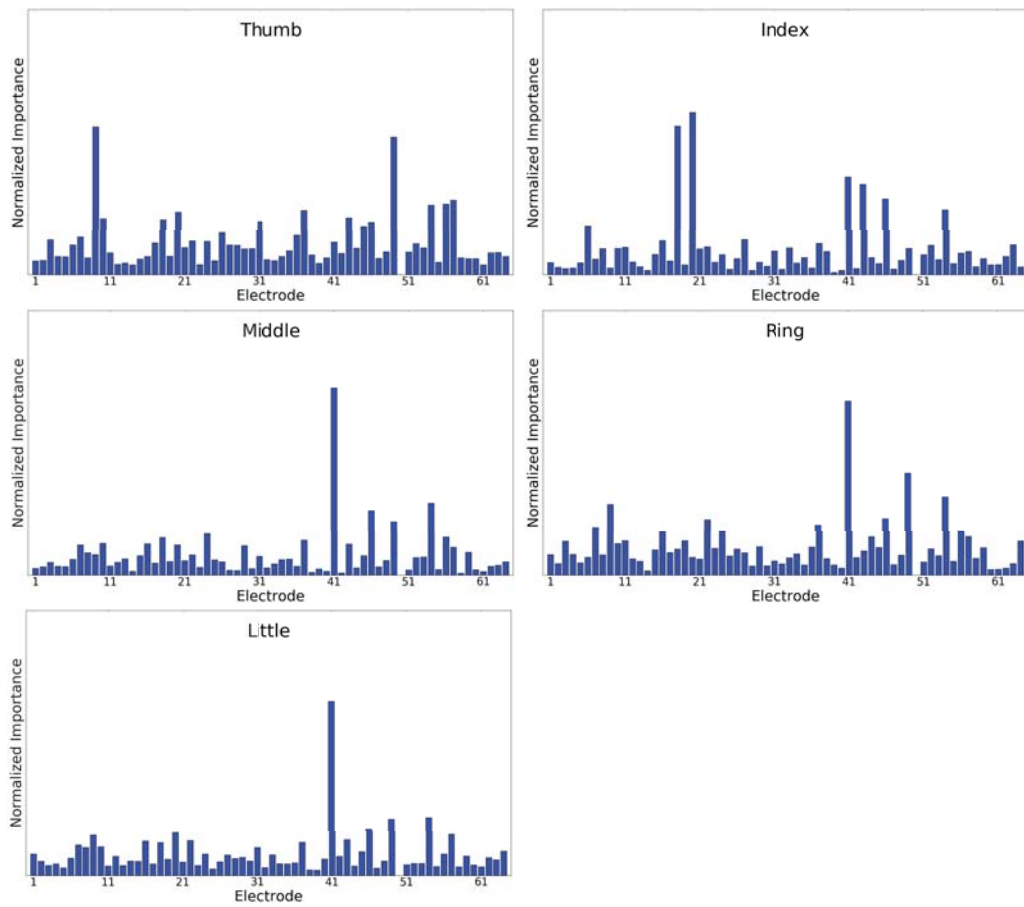 Thumb
Normalized Importance
1 11 21 31 41 51 61
Electrode
Index
Normalized Importance
1 11 21 31 41 51 61
Electrode
Middle
Normalized Importance
1 11 21 31 41 51 61
Electrode
Ring
Normalized Importance
1 11 21 31 41 51 61
Electrode
Little
Normalized Importance
1 11 21 31 41 51 61
Electrode